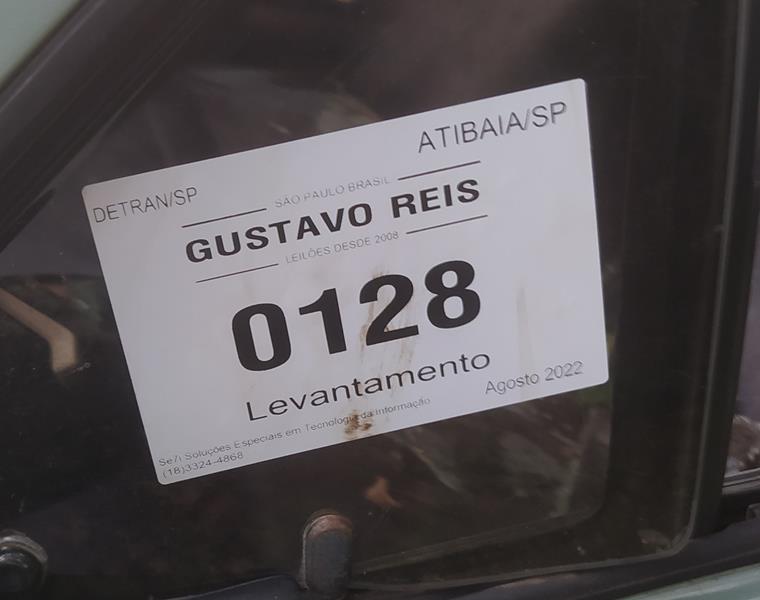 DETRAN/SP
ATIBAIA/SP
SÃO PAULO BRASIL
GUSTAVO REIS
LEILÕES DESDE 2008
0128
Levantamento
Agosto 2022
Se7i Soluções Especiais em Tecnologia da Informação
(18)3324-4868